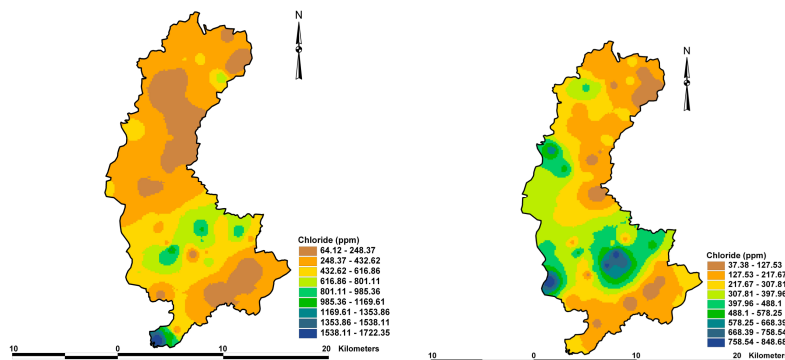 N
Chloride (ppm)
64.12 - 248.37
248.37 - 432.62
432.62 - 616.86
616.86 - 801.11
801.11 - 985.36
985.36 - 1169.61
1169.61 - 1353.86
1353.86 - 1538.11
1538.11 - 1722.35
10 0 10 20 Kilometers
N
Chloride (ppm)
37.38 - 127.53
127.53 - 217.67
217.67 - 307.81
307.81 - 397.96
397.96 - 488.1
488.1 - 578.25
578.25 - 668.39
668.39 - 758.54
758.54 - 848.68
10 0 10 20 Kilometers